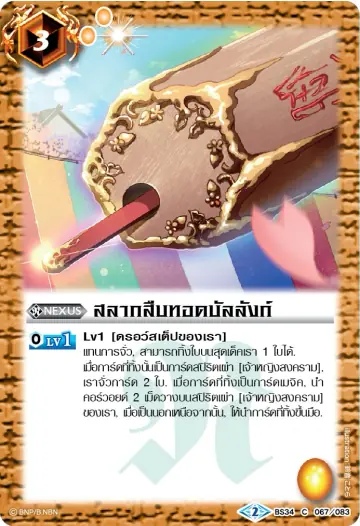 3
NEXUS สลากสืบทอดบัลลังก์
0 LV1
Lv1 [ดรอว์สเต็ปของเรา]
แทนการจั่ว, สามารถทิ้งใบบนสุดเด็คเรา 1 ใบได้.
เมื่อการ์ดที่ทิ้งนั้นเป็นการ์ดสปิริตเผ่า [เจ้าหญิงสงคราม],
เราจั่วการ์ด 2 ใบ. เมื่อการ์ดที่ทิ้งเป็นการ์ดเมจิค, นำ
คอร์วอยด์ 2 เม็ดวางบนสปิริตเผ่า [เจ้าหญิงสงคราม]
ของเรา. เมื่อเป็นนอกเหนือจากนั้น, ได้นำการ์ดที่ทิ้งขึ้นมือ.
© BNP/B.NBN
2 BS34 C 067/083